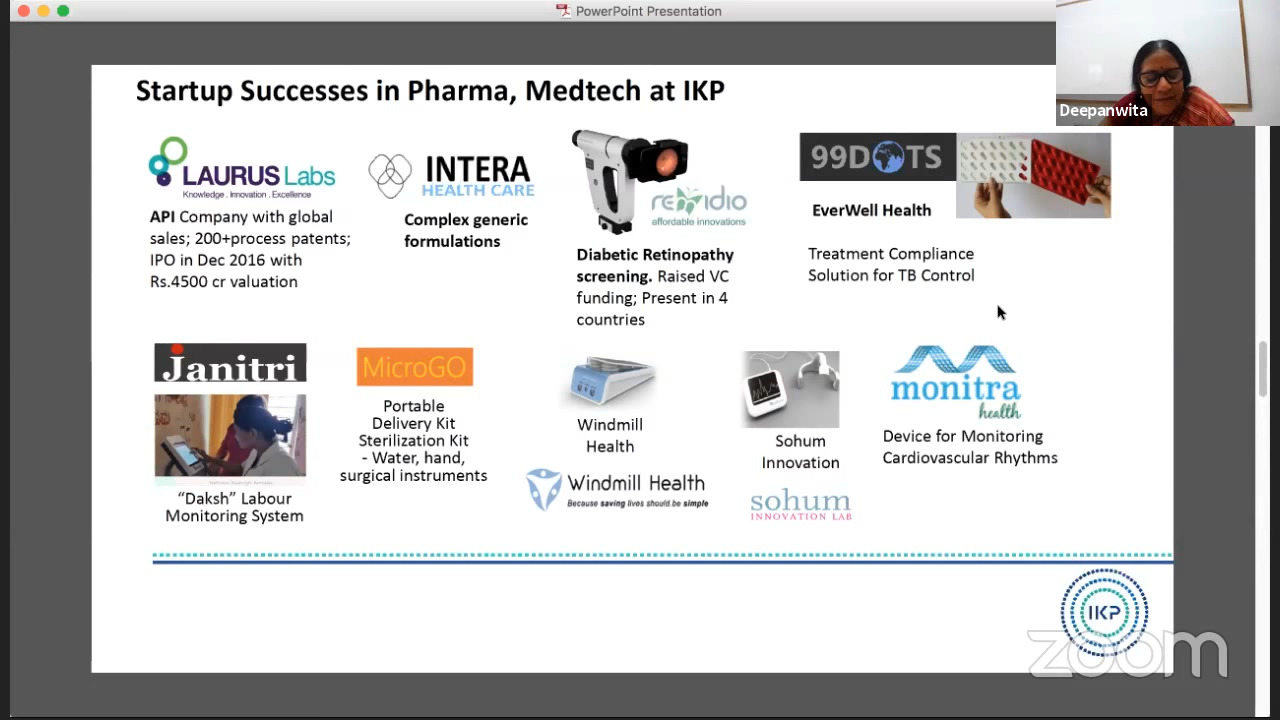 PowerPoint Presentation
Deepanwita
Startup Successes in Pharma, Medtech at IKP
LAURUS Labs
Knowledge . Innovation . Excellence
API Company with global
sales; 200+process patents;
IPO in Dec 2016 with
Rs.4500 cr valuation
INTERA
HEALTH CARE
Complex generic
formulations
remidio
affordable innovations
Diabetic Retinopathy
screening. Raised VC
funding; Present in 4
countries
99DOTS
EverWell Health
Treatment Compliance
Solution for TB Control
Janitri
"Daksh" Labour
Monitoring System
MicroGO
Portable
Delivery Kit
Sterilization Kit
- Water, hand,
surgical instruments
Windmill
Health
Windmill Health
Because saving lives should be simple
Sohum
Innovation
sohum
INNOVATION LAB
monitra
health
Device for Monitoring
Cardiovascular Rhythms
IKP
zoom